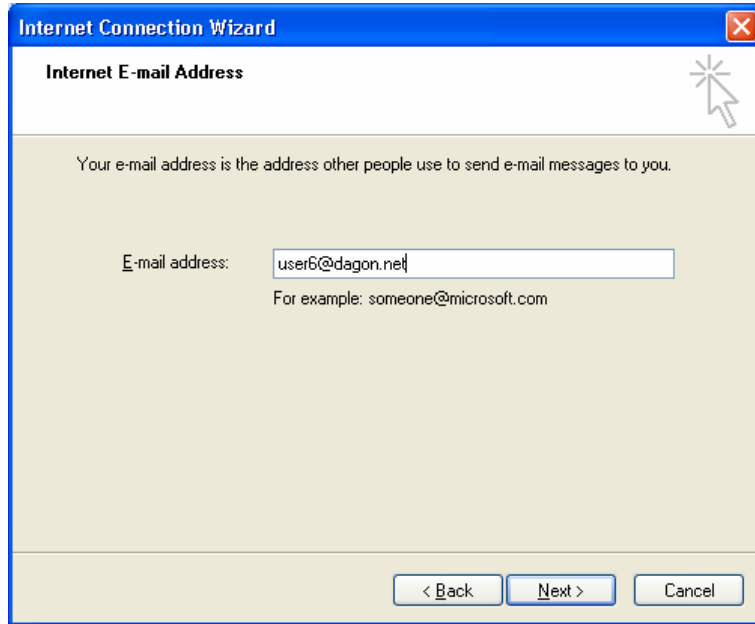 Internet Connection Wizard
Internet E-mail Address
Your e-mail address is the address other people use to send e-mail messages to you.
E-mail address: user6@dagon.net
For example: someone@microsoft.com
< Back Next > Cancel